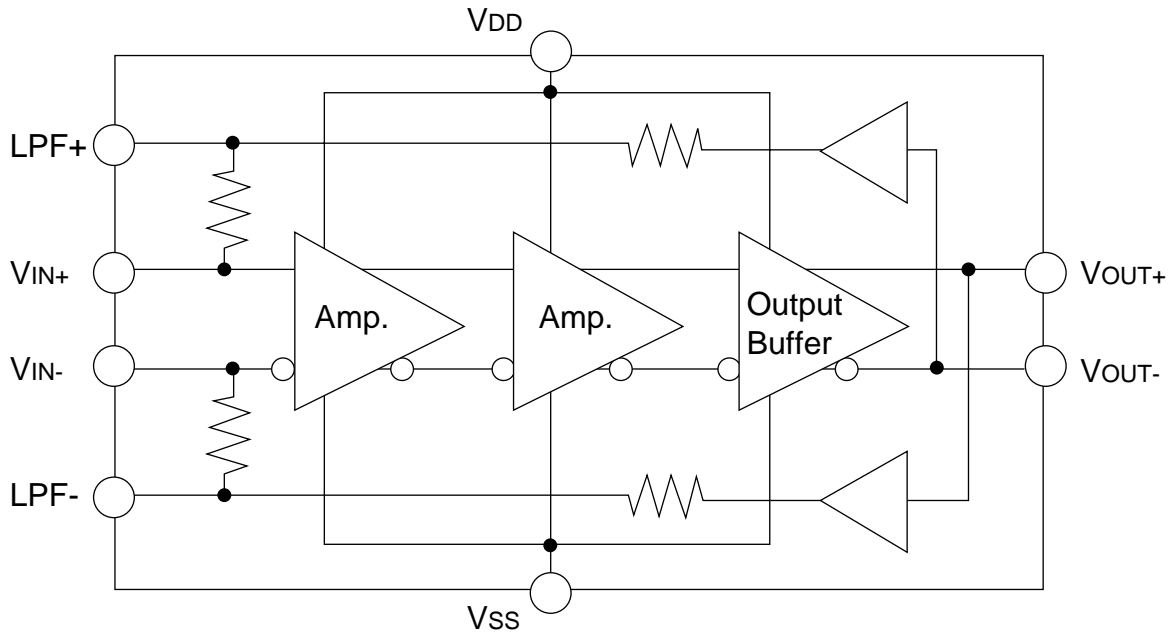 VDD
LPF+
VIN+
VIN-
LPF-
Amp.
Amp.
Output
Buffer
VOUT+
VOUT-
VSS